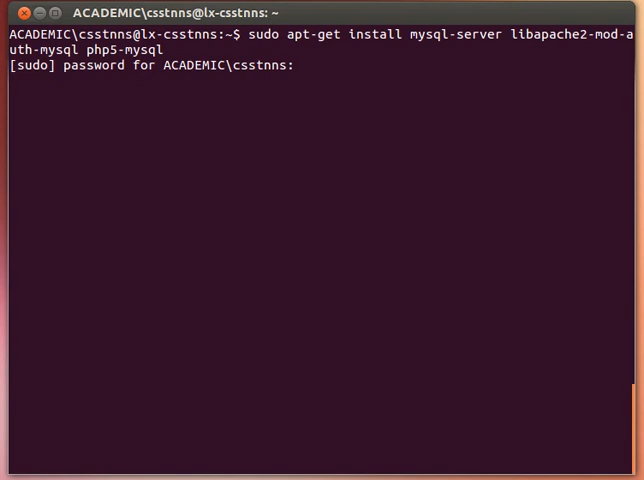 ACADEMIC\csstnns@lx-csstnns: ~
ACADEMIC\csstnns@lx-csstnns:~$ sudo apt-get install mysql-server libapache2-mod-a
uth-mysql php5-mysql
[sudo] password for ACADEMIC\csstnns: